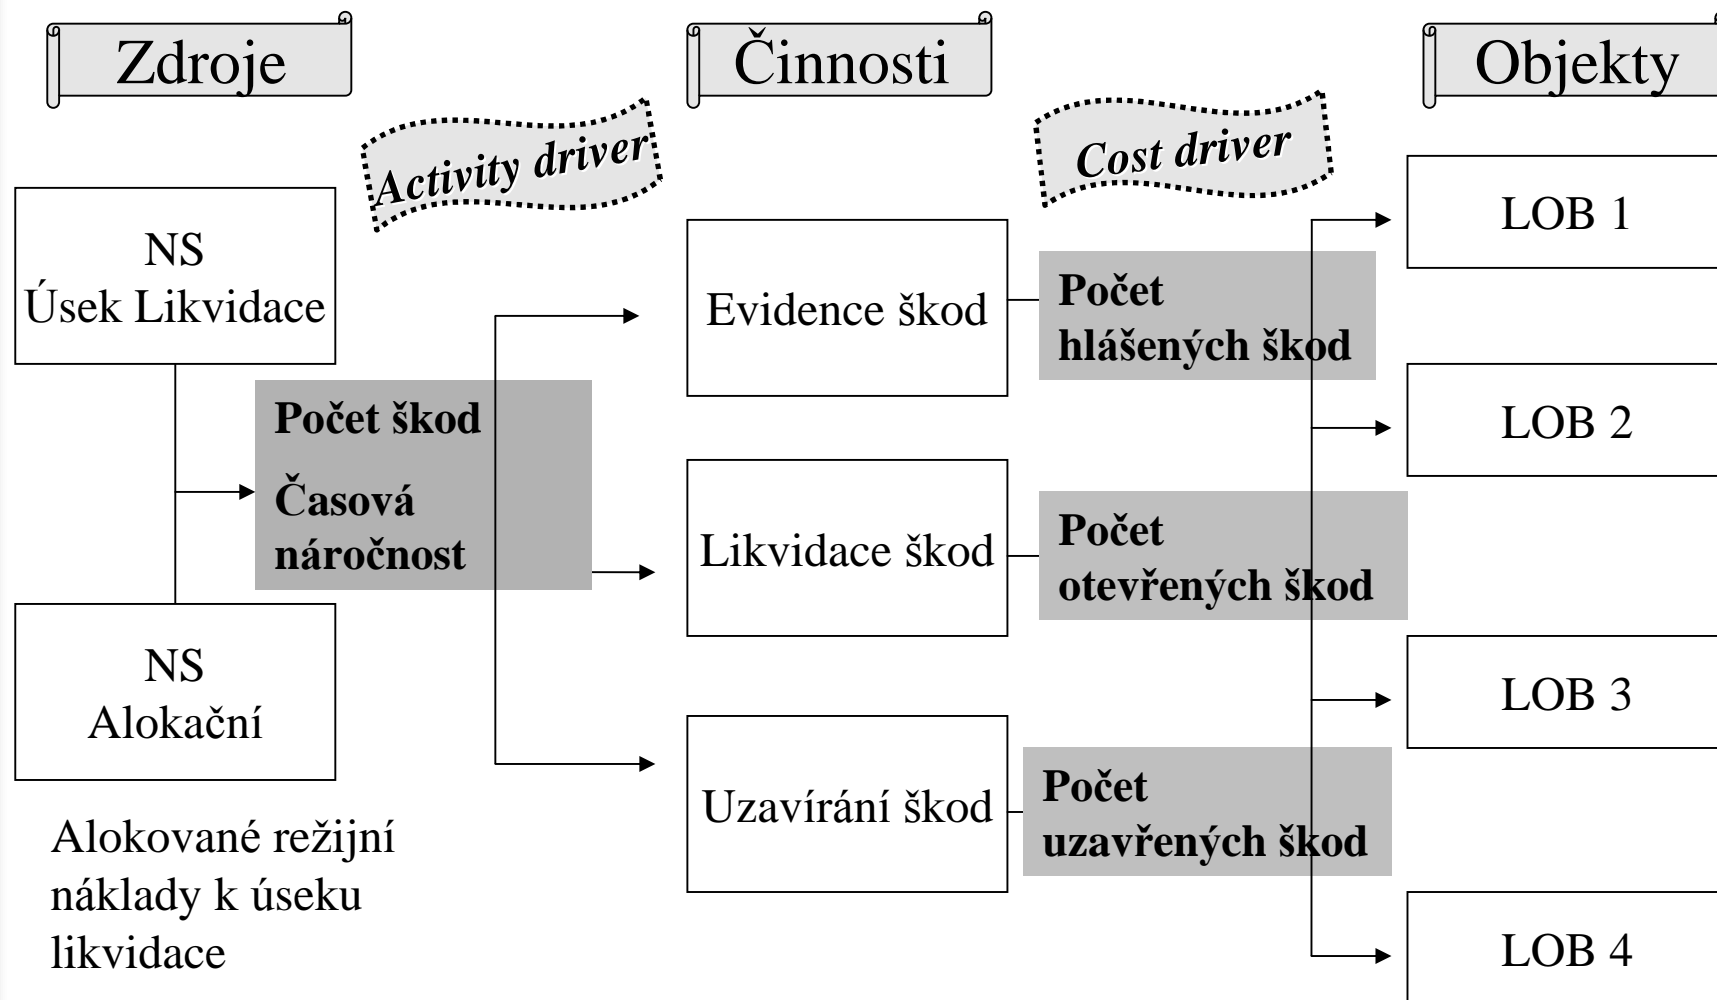 Zdroje
Činnosti
Objekty
Activity driver
Cost driver
NS
Úsek Likvidace
Počet škod
Časová
náročnost
NS
Alokační
Alokované režijní
náklady k úseku
likvidace
Evidence škod
Likvidace škod
Uzavírání škod
Počet
hlášených škod
Počet
otevřených škod
Počet
uzavřených škod
LOB 1
LOB 2
LOB 3
LOB 4